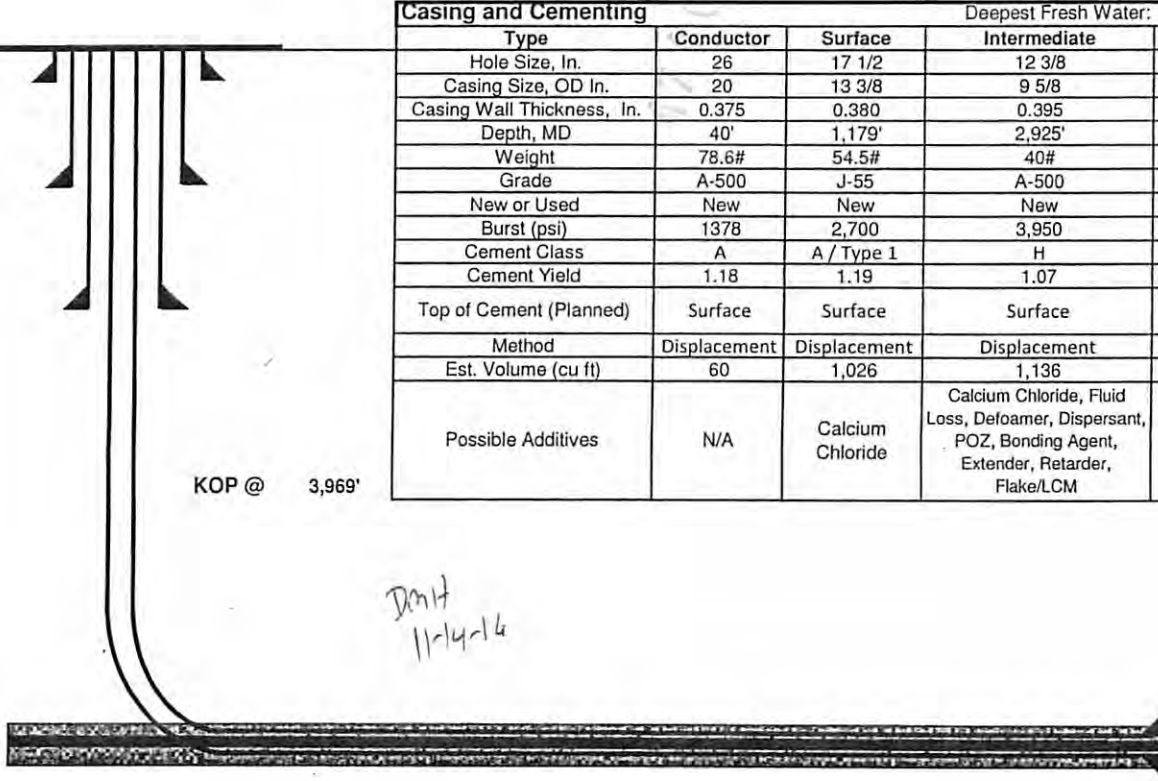 Casing and Cementing Deepest Fresh Water:
Type Conductor Surface Intermediate
Hole Size, In. 26 17 1/2 12 3/8
Casing Size, OD In. 20 13 3/8 9 5/8
Casing Wall Thickness, In. 0.375 0.380 0.395
Depth, MD 40' 1,179' 2,925'
Weight 78.6# 54.5# 40#
Grade A-500 J-55 A-500
New or Used New New New
Burst (psi) 1378 2,700 3,950
Cement Class A A / Type 1 H
Cement Yield 1.18 1.19 1.07
Top of Cement (Planned) Surface Surface Surface
Method Displacement Displacement Displacement
Est. Volume (cu ft) 60 1,026 1,136
Possible Additives N/A Calcium Chloride Calcium Chloride, Fluid
Loss, Defoamer, Dispersant,
POZ, Bonding Agent,
Extender, Retarder,
Flake/LCM
KOP @ 3,969'
11-14-16